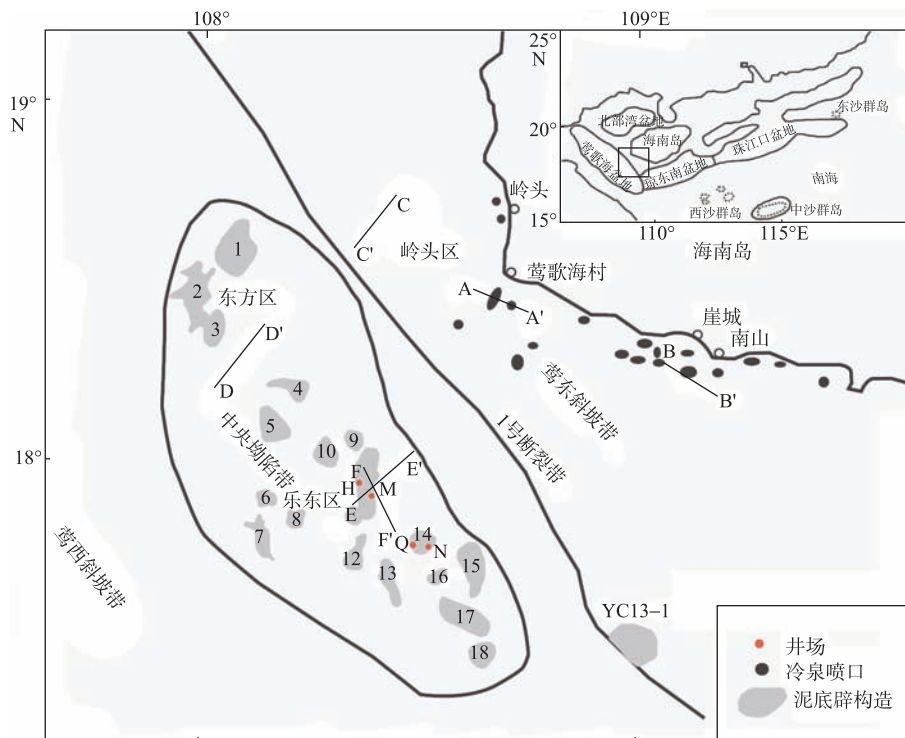 108°
109°E
19°
N
18°
25°
N
20°
15°
110°
115°E
北部湾盆地
海南岛
莺歌海盆地
琼东南盆地
珠江口盆地
东沙群岛
南海
西沙群岛
中沙群岛
海南岛
岭头
C
C'
岭头区
莺歌海村
A
A'
崖城
南山
B
B'
1
2
东方区
3
D'
D
4
5
中央坳陷带
10
9
莺东斜坡带
1号断裂带
F
E'
H
M
6
乐东区
E
8
7
F'
Q
14
N
12
13
16
15
17
18
莺西斜坡带
YC13-1
井场
冷泉喷口
泥底辟构造